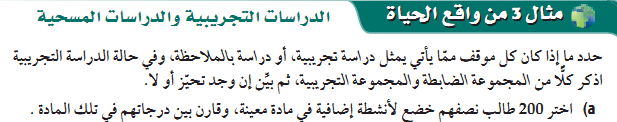 مثال 3 من واقع الحياة الدراسات التجريبية والدراسات المسحية
حدد ما إذا كان كل موقف ممّا يأتي يمثل دراسة تجريبية، أو دراسة بالملاحظة، وفي حالة الدراسة التجريبية
اذكر كلًّا من المجموعة الضابطة والمجموعة التجريبية، ثم بيِّن إن وجد تحيّز أو لا.
(a اختر 200 طالب نصفهم خضع لأنشطة إضافية في مادة معينة، وقارن بين درجاتهم في تلك المادة .